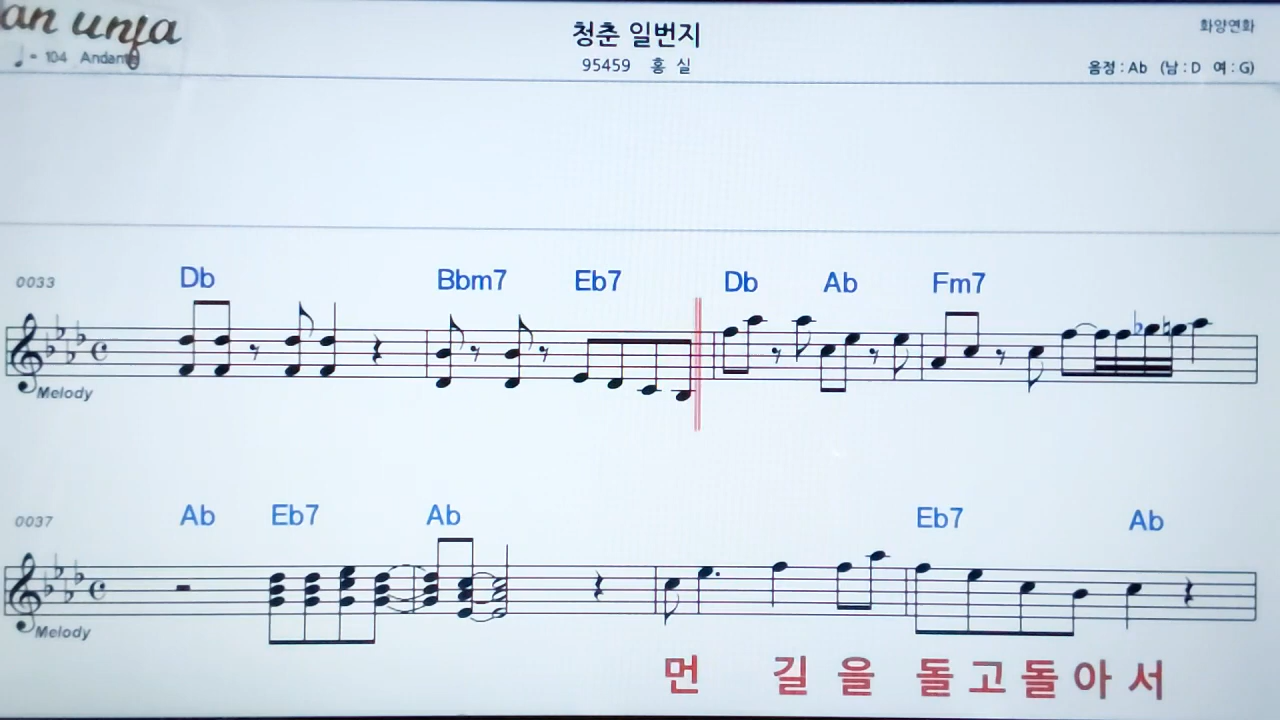 청춘 일번지
화양연화
♩= 104 Andante
95459 홍 실
음정 : Ab (남 : D 여 : G)
0033 Db Bbm7 Eb7 Db Ab Fm7
Melody
0037 Ab Eb7 Ab Eb7 Ab
Melody
먼 길 을 돌 고 돌 아 서